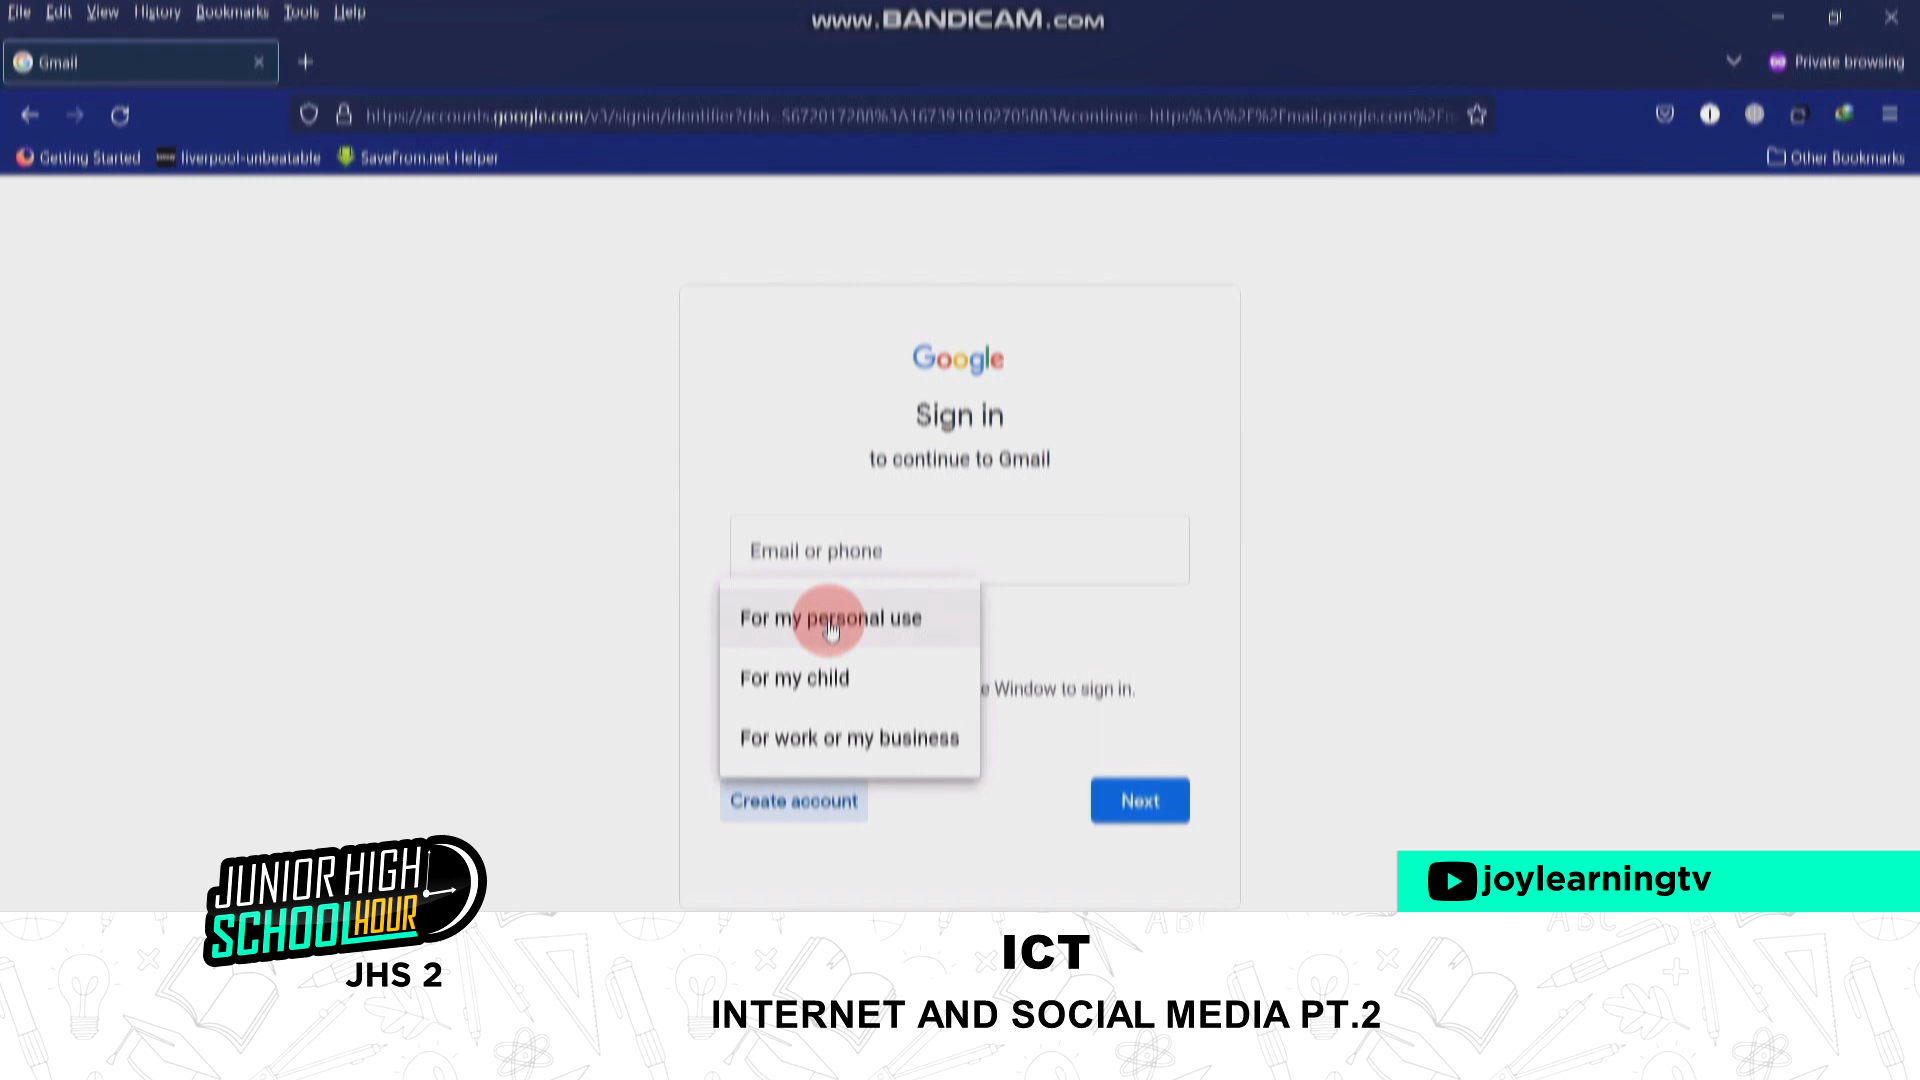 File Edit View History Bookmarks Tools Help
www.BANDICAM.com
Gmail
Private browsing
Getting Started
liverpool-unbeatable
SaveFrom.net Helper
Other Bookmarks
Google
Sign in
to continue to Gmail
Email or phone
For my personal use
For my child
Window to sign in.
For work or my business
Create account
Next
JUNIOR HIGH
SCHOOL HOUR
JHS 2
joylearningtv
ICT
INTERNET AND SOCIAL MEDIA PT.2